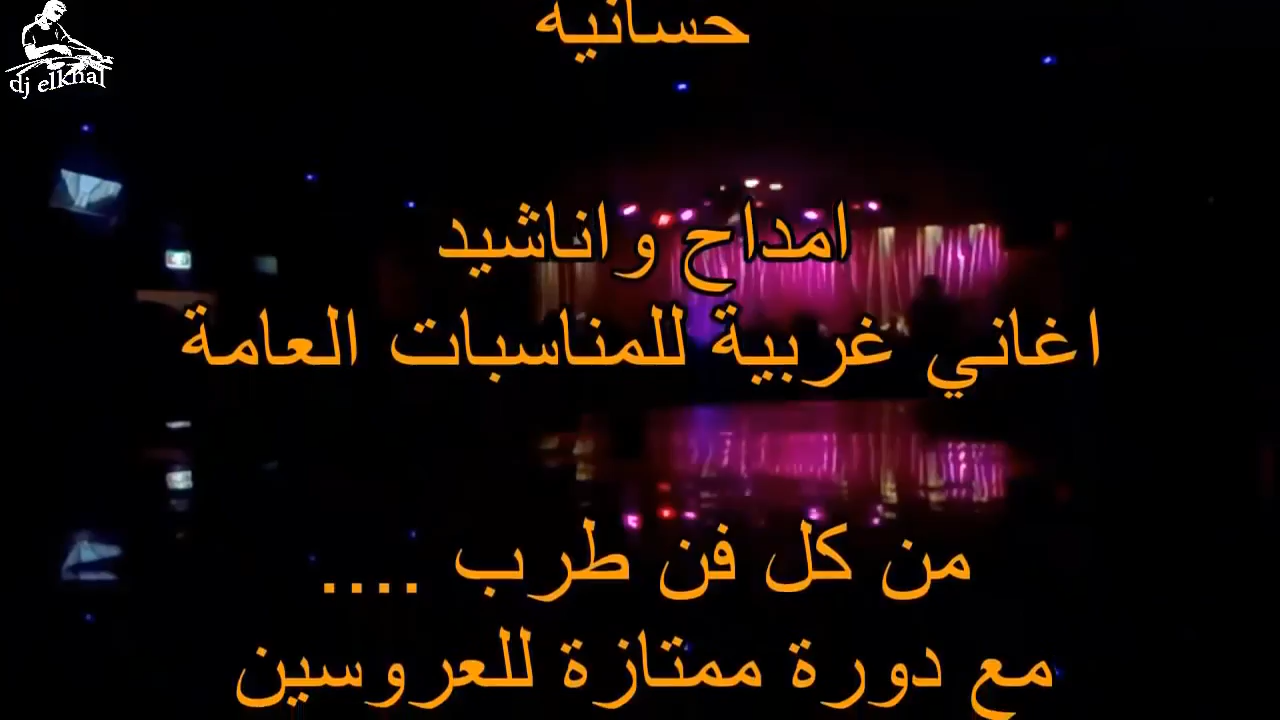 dj elkhal
حسانيه
امداح واناشيد
اغاني غربية للمناسبات العامة
من كل فن طرب ....
مع دورة ممتازة للعروسين